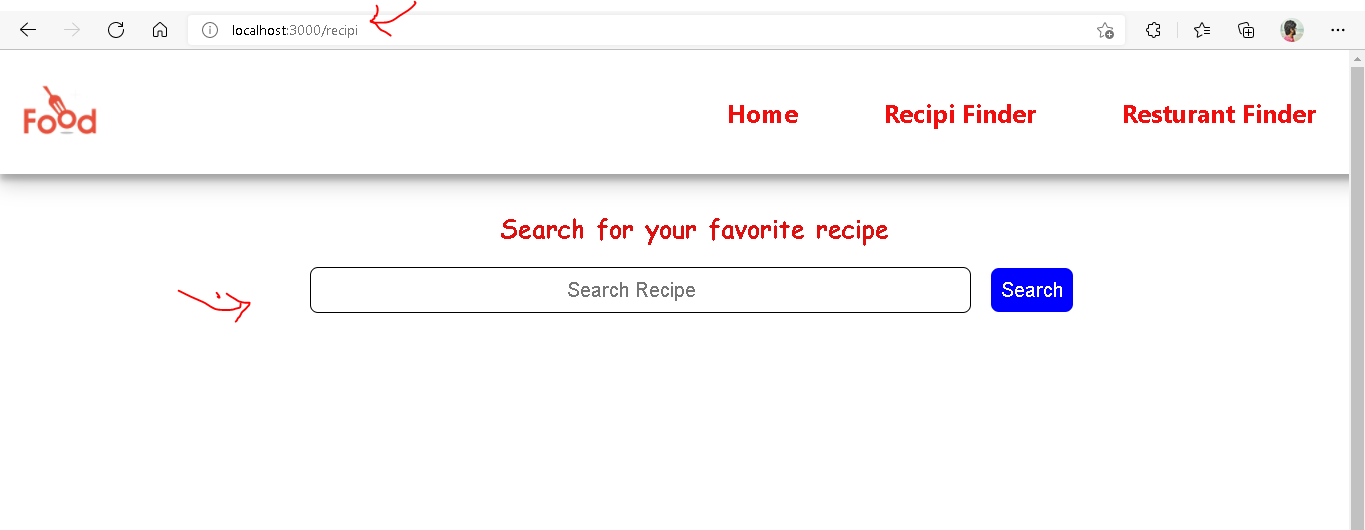 localhost:3000/recipi
Food
Home Recipi Finder Resturant Finder
Search for your favorite recipe
Search Recipe Search